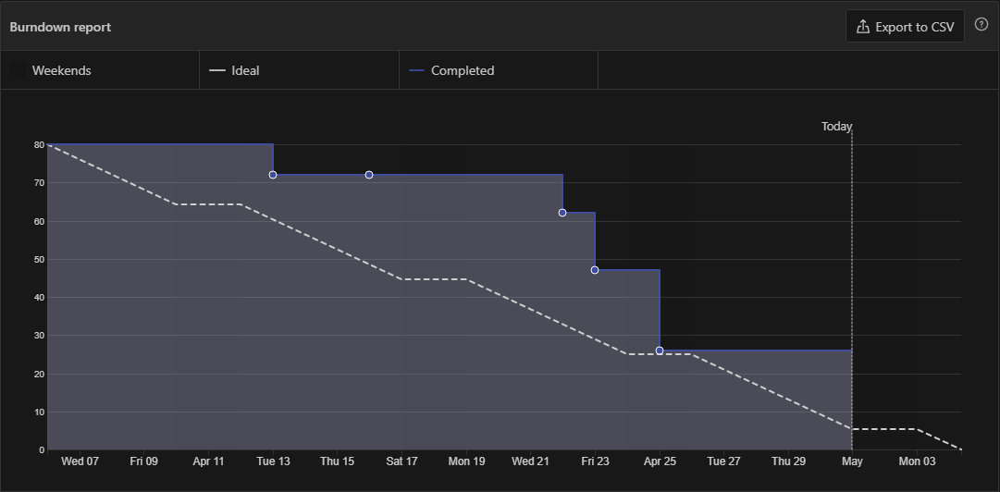 Burndown report
Export to CSV
Weekends
Ideal
Completed
Today
80
70
60
50
40
30
20
10
0
Wed 07 Fri 09 Apr 11 Tue 13 Thu 15 Sat 17 Mon 19 Wed 21 Fri 23 Apr 25 Tue 27 Thu 29 May Mon 03